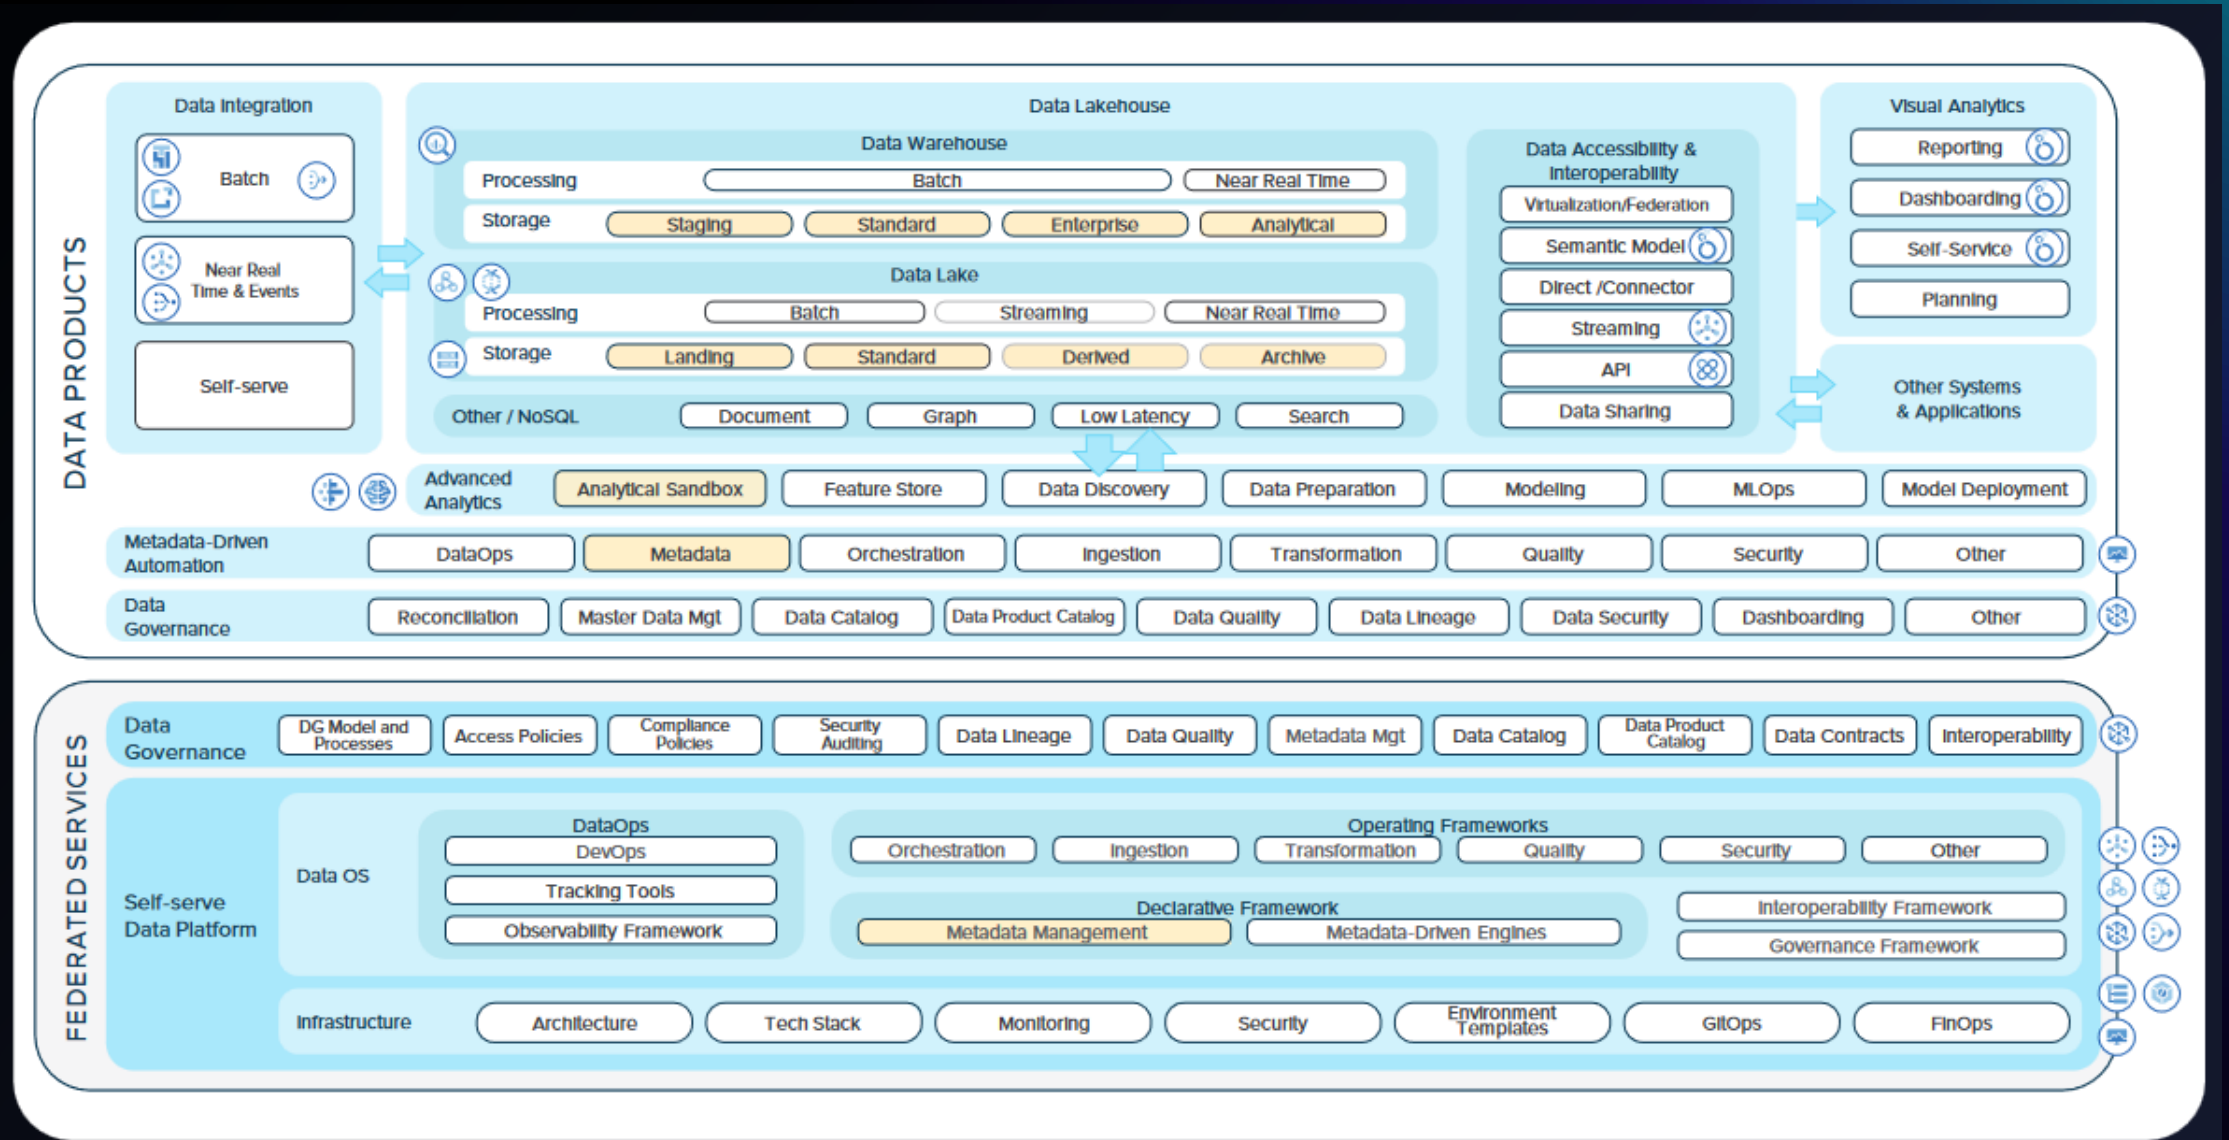 DATA PRODUCTS
Data Integration
Batch
Near Real
Time & Events
Self-serve
Data Lakehouse
Data Warehouse
Processing
Batch
Near Real Time
Storage
Staging
Standard
Enterprise
Analytical
Data Lake
Processing
Batch
Streaming
Near Real Time
Storage
Landing
Standard
Derived
Archive
Other / NoSQL
Document
Graph
Low Latency
Search
Data Accessibility &
Interoperability
Virtualization/Federation
Semantic Model
Direct /Connector
Streaming
API
Data Sharing
Visual Analytics
Reporting
Dashboarding
Self-Service
Planning
Other Systems
& Applications
Advanced
Analytics
Analytical Sandbox
Feature Store
Data Discovery
Data Preparation
Modeling
MLOps
Model Deployment
Metadata-Driven
Automation
DataOps
Metadata
Orchestration
Ingestion
Transformation
Quality
Security
Other
Data
Governance
Reconciliation
Master Data Mgt
Data Catalog
Data Product Catalog
Data Quality
Data Lineage
Data Security
Dashboarding
Other
FEDERATED SERVICES
Data
Governance
DG Model and
Processes
Access Policies
Compliance
Policies
Security
Auditing
Data Lineage
Data Quality
Metadata Mgt
Data Catalog
Data Product
Catalog
Data Contracts
Interoperability
Self-serve
Data Platform
Data OS
DataOps
DevOps
Tracking Tools
Observability Framework
Operating Frameworks
Orchestration
Ingestion
Transformation
Quality
Security
Other
Declarative Framework
Metadata Management
Metadata-Driven Engines
Interoperability Framework
Governance Framework
Infrastructure
Architecture
Tech Stack
Monitoring
Security
Environment
Templates
GitOps
FinOps